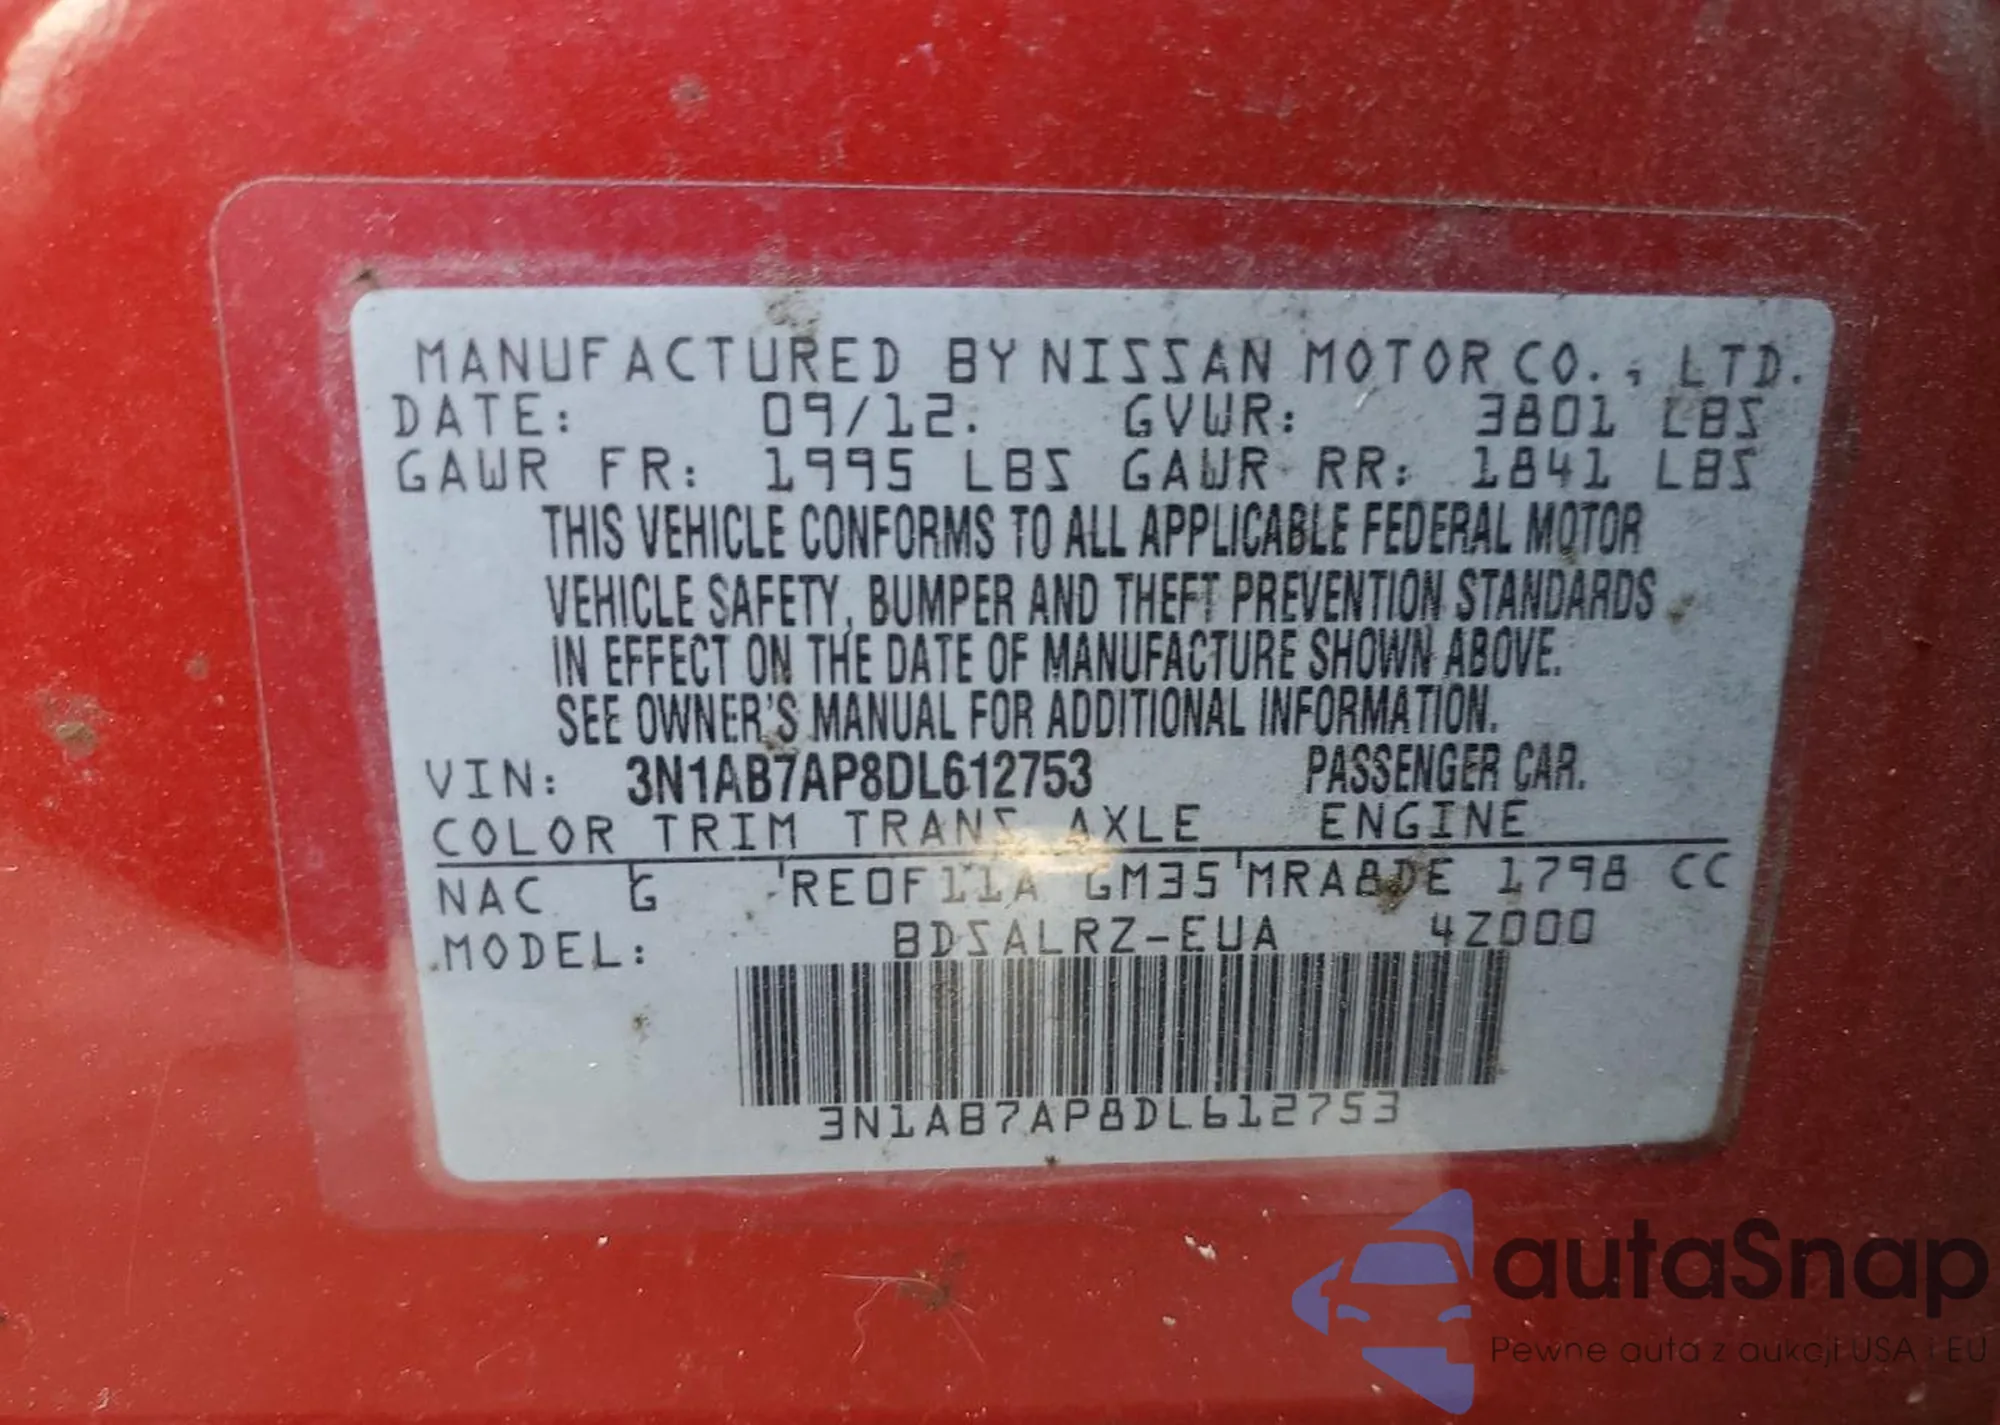 MANUFACTURED BY NISSAN MOTOR CO., LTD.
DATE: 09/12. GVWR: 3801 LBS
GAWR FR: 1995 LBS GAWR RR: 1841 LBS
THIS VEHICLE CONFORMS TO ALL APPLICABLE FEDERAL MOTOR
VEHICLE SAFETY, BUMPER AND THEFT PREVENTION STANDARDS
IN EFFECT ON THE DATE OF MANUFACTURE SHOWN ABOVE.
SEE OWNER'S MANUAL FOR ADDITIONAL INFORMATION.
VIN: 3N1AB7AP8DL612753 PASSENGER CAR.
COLOR TRIM TRANS AXLE ENGINE
NAC G RE0F11A GM35 MRA8DE 1798 CC
MODEL: BDSALRZ-EUA 4Z000
3N1AB7AP8DL612753
autaSnap
Pewne auta z aukcji USA i EU